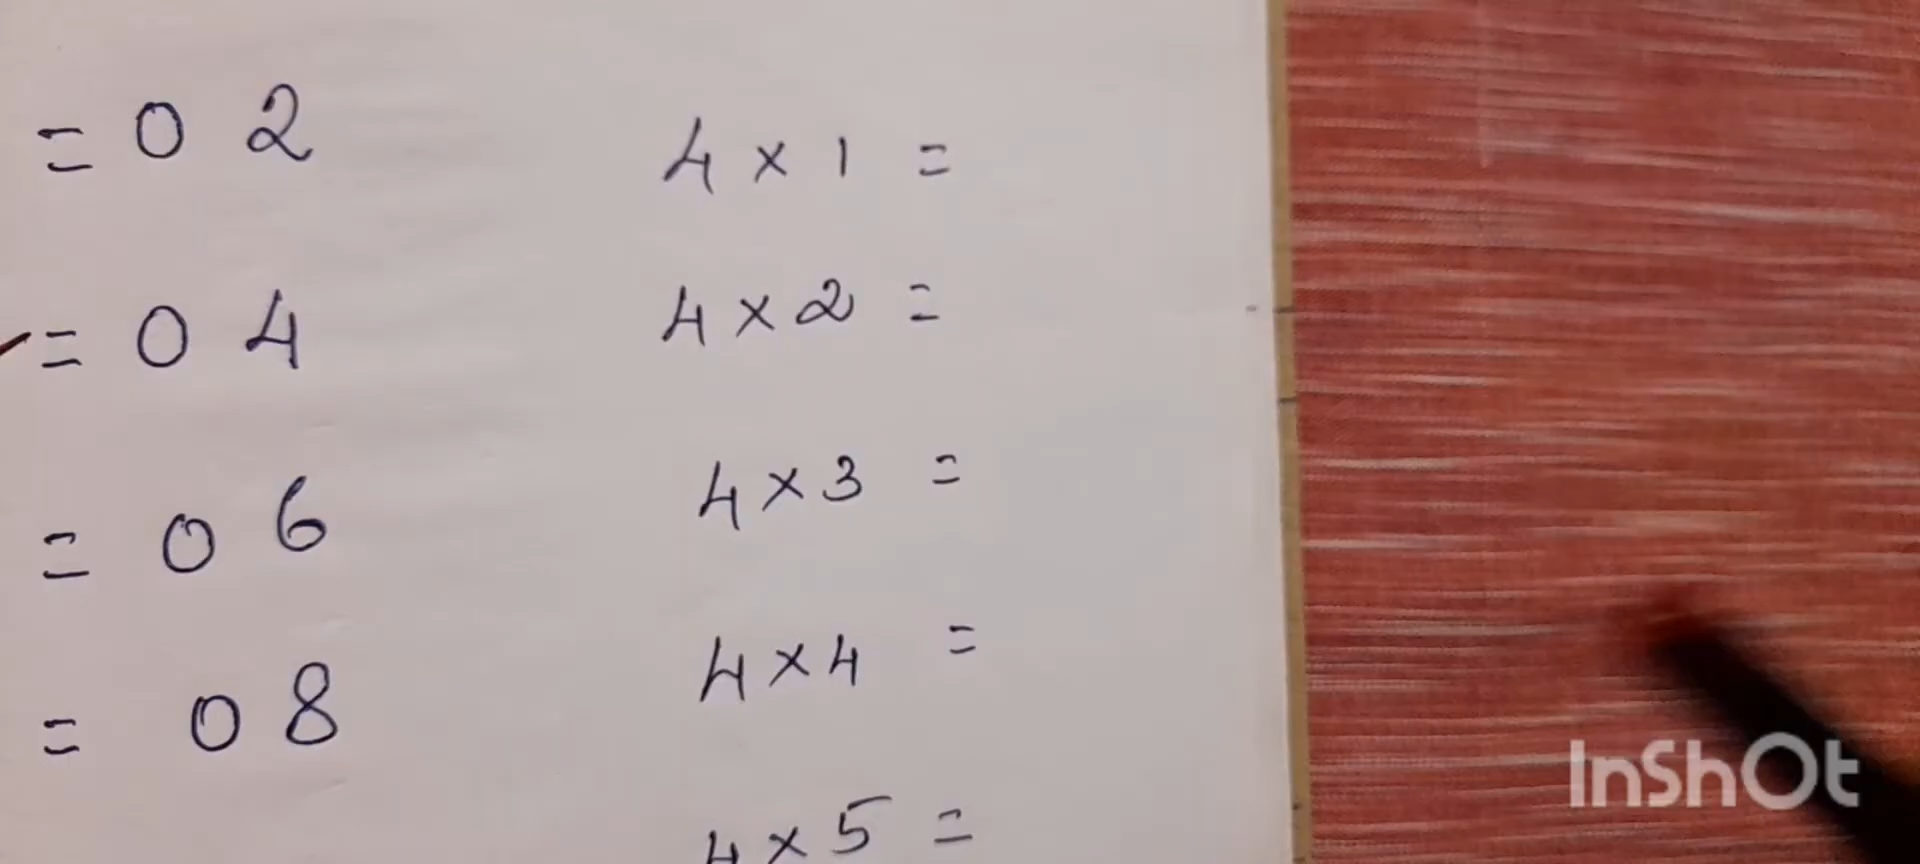 = 0 2
= 0 4
= 0 6
= 0 8
4 × 1 =
4 × 2 =
4 × 3 =
4 × 4 =
4 × 5 =
InShOt